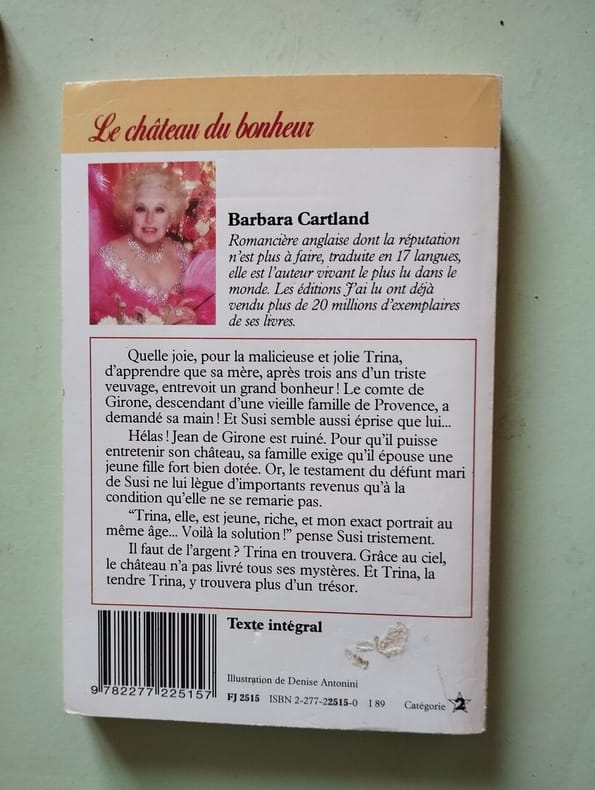 Le château du bonheur
Barbara Cartland
Romancière anglaise dont la réputation
n'est plus à faire, traduite en 17 langues,
elle est l'auteur vivant le plus lu dans le
monde. Les éditions J'ai lu ont déjà
vendu plus de 20 millions d'exemplaires
de ses livres.
Quelle joie, pour la malicieuse et jolie Trina,
d'apprendre que sa mère, après trois ans d'un triste
veuvage, entrevoit un grand bonheur ! Le comte de
Girone, descendant d'une vieille famille de Provence, a
demandé sa main ! Et Susi semble aussi éprise que lui...
Hélas ! Jean de Girone est ruiné. Pour qu'il puisse
entretenir son château, sa famille exige qu'il épouse une
jeune fille fort bien dotée. Or, le testament du défunt mari
de Susi ne lui lègue d'importants revenus qu'à la
condition qu'elle ne se remarie pas.
“Trina, elle, est jeune, riche, et mon exact portrait au
même âge... Voilà la solution !” pense Susi tristement.
Il faut de l'argent ? Trina en trouvera. Grâce au ciel,
le château n'a pas livré tous ses mystères. Et Trina, la
tendre Trina, y trouvera plus d'un trésor.
Texte intégral
Illustration de Denise Antonini
9 782277 225157
FJ 2515 ISBN 2-277-22515-0 I 89 Catégorie 2